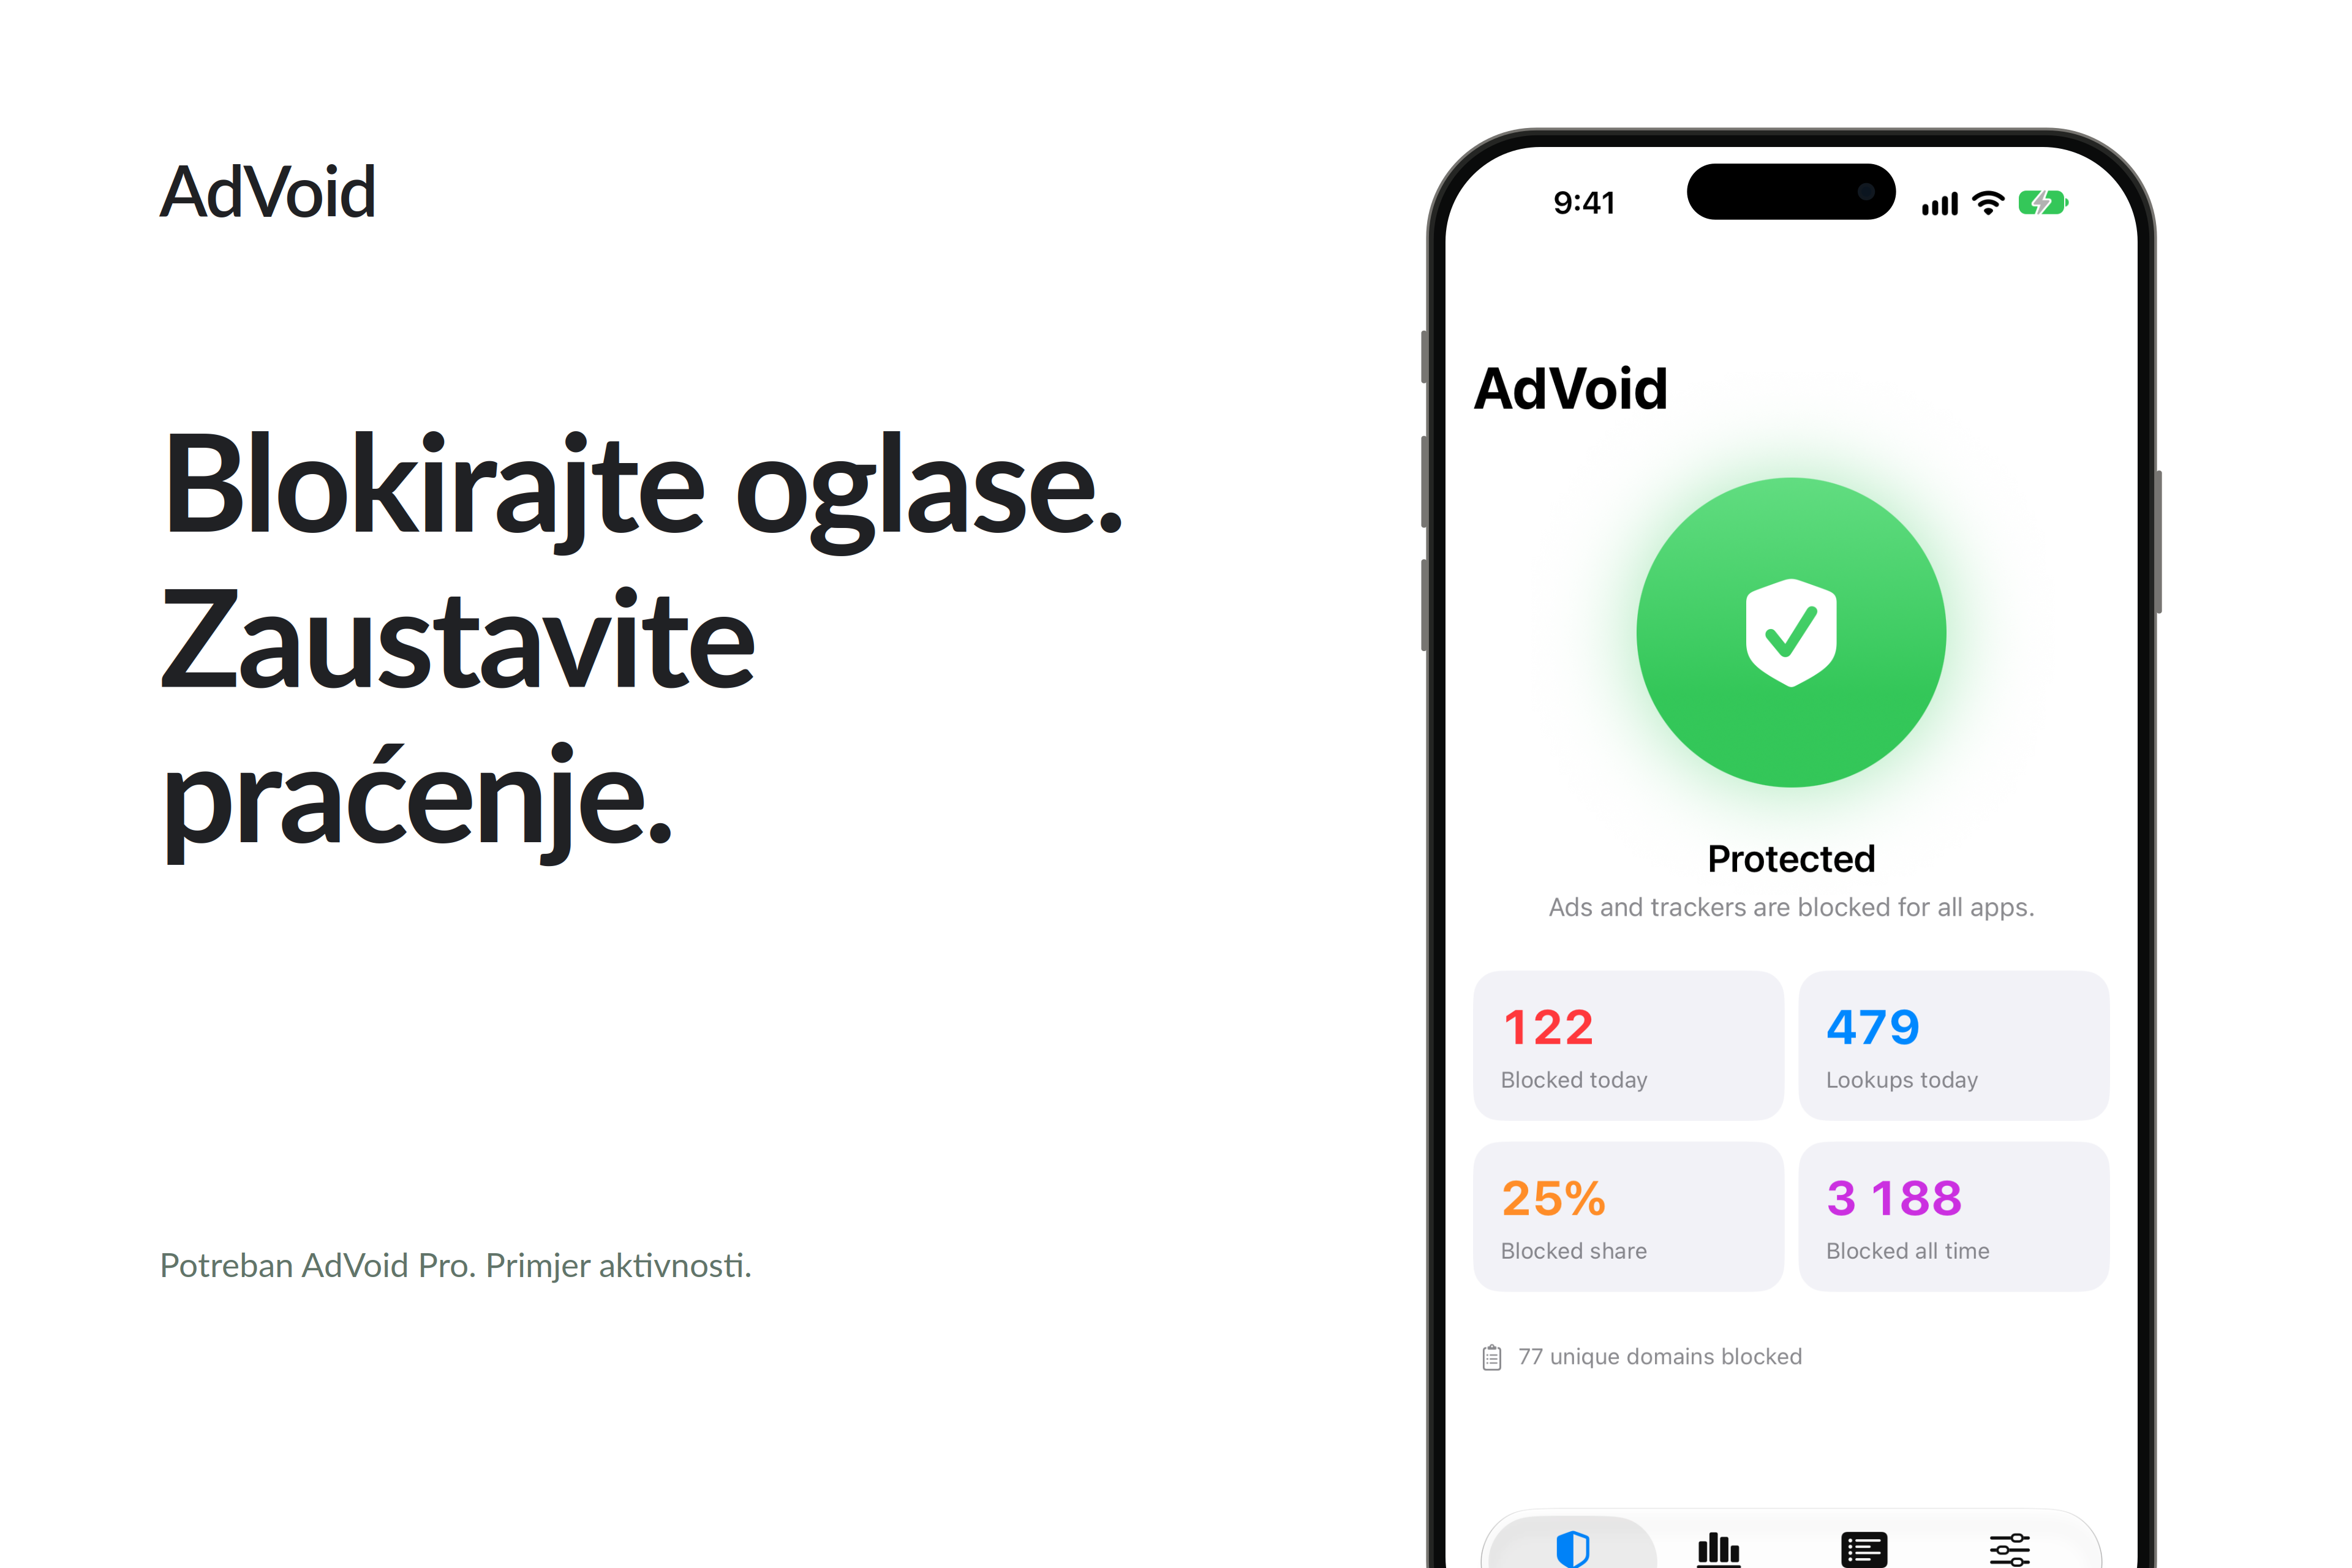 AdVoid
Blokirajte oglase.
Zaustavite
praćenje.
Potreban AdVoid Pro. Primjer aktivnosti.
9:41
AdVoid
Protected
Ads and trackers are blocked for all apps.
122
Blocked today
479
Lookups today
25%
Blocked share
3 188
Blocked all time
77 unique domains blocked